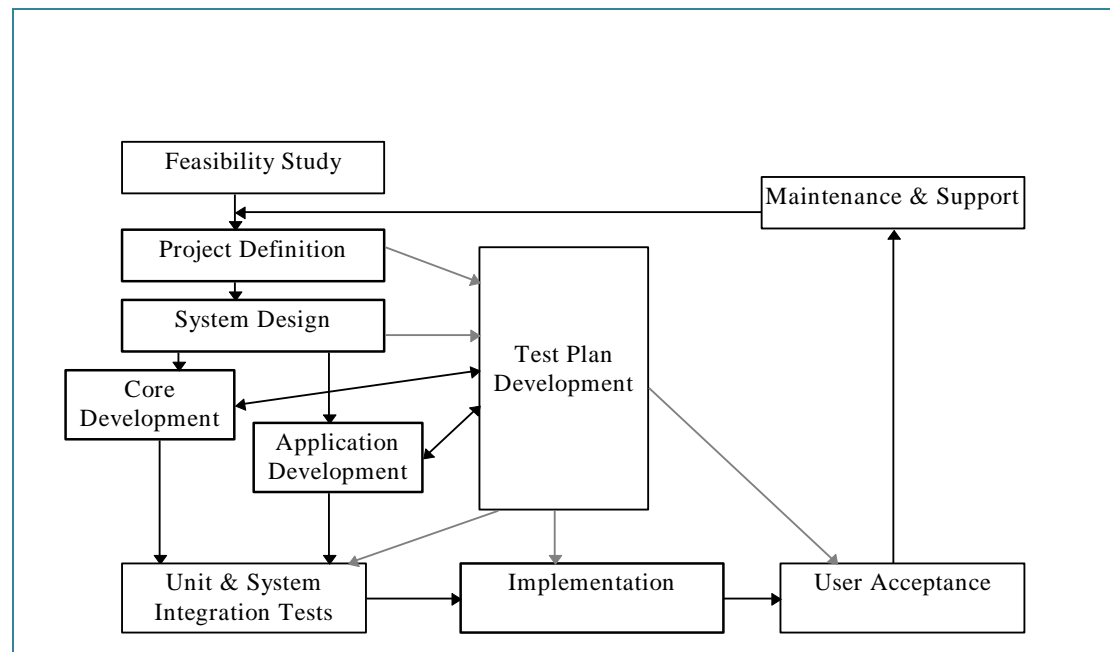 Feasibility Study
Maintenance & Support
Project Definition
System Design
Test Plan
Development
Core
Development
Application
Development
Unit & System
Integration Tests
Implementation
User Acceptance